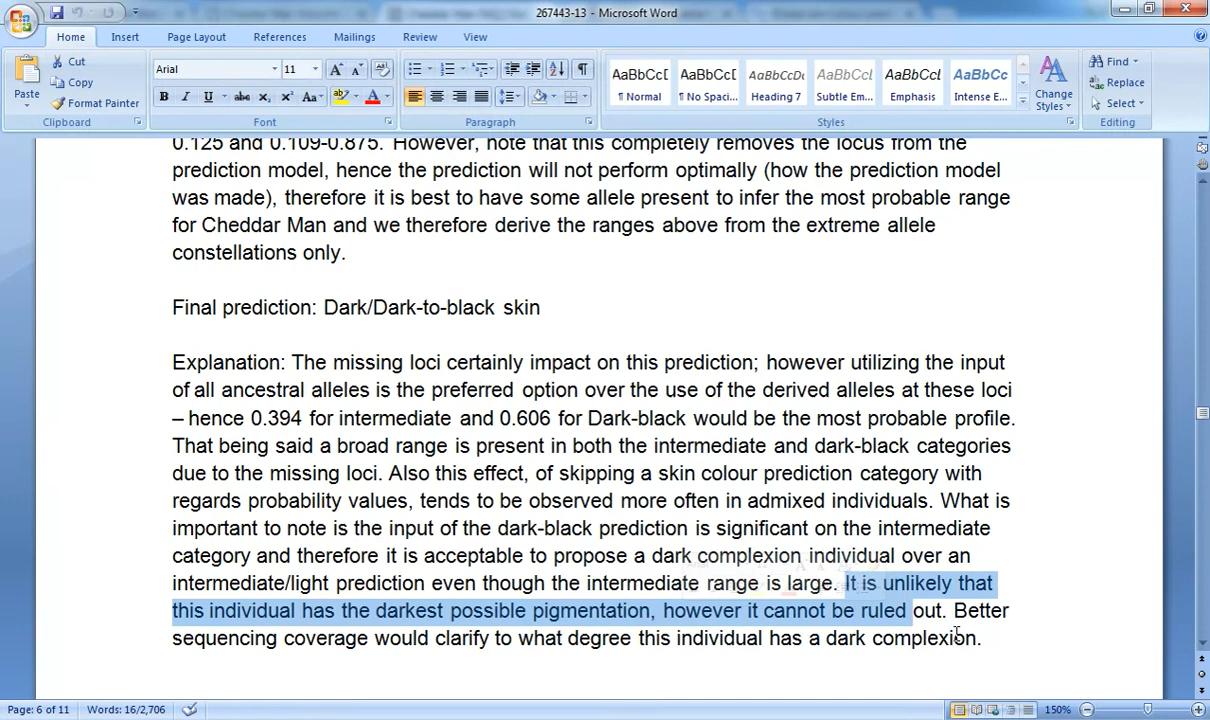 267443-13 - Microsoft Word
Home Insert Page Layout References Mailings Review View
Paste Cut Copy Format Painter
Arial 11
B I U abc X₂ X² Aa
AaBbCcD AaBbCcD AaBbCcDc AaBbCcD AaBbCcL AaBbCcD
¶ Normal ¶ No Spaci... Heading 7 Subtle Em... Emphasis Intense E...
Change Styles
Find Replace Select
Clipboard Font Paragraph Styles Editing
0.125 and 0.109-0.875. However, note that this completely removes the locus from the
prediction model, hence the prediction will not perform optimally (how the prediction model
was made), therefore it is best to have some allele present to infer the most probable range
for Cheddar Man and we therefore derive the ranges above from the extreme allele
constellations only.
Final prediction: Dark/Dark-to-black skin
Explanation: The missing loci certainly impact on this prediction; however utilizing the input
of all ancestral alleles is the preferred option over the use of the derived alleles at these loci
– hence 0.394 for intermediate and 0.606 for Dark-black would be the most probable profile.
That being said a broad range is present in both the intermediate and dark-black categories
due to the missing loci. Also this effect, of skipping a skin colour prediction category with
regards probability values, tends to be observed more often in admixed individuals. What is
important to note is the input of the dark-black prediction is significant on the intermediate
category and therefore it is acceptable to propose a dark complexion individual over an
intermediate/light prediction even though the intermediate range is large. It is unlikely that
this individual has the darkest possible pigmentation, however it cannot be ruled out. Better
sequencing coverage would clarify to what degree this individual has a dark complexion.
Page: 6 of 11 Words: 16/2,706 150%